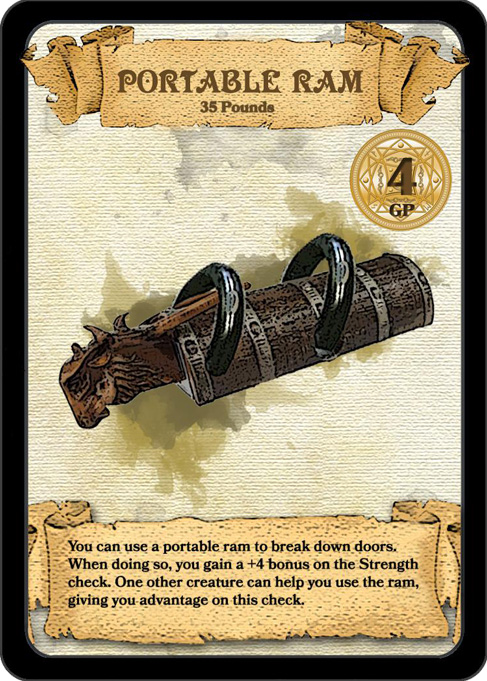 PORTABLE RAM
35 Pounds
4
GP
You can use a portable ram to break down doors.
When doing so, you gain a +4 bonus on the Strength
check. One other creature can help you use the ram,
giving you advantage on this check.